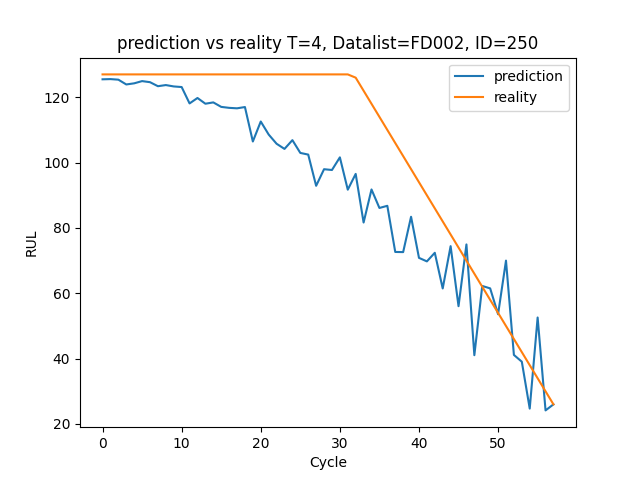 prediction vs reality T=4, Datalist=FD002, ID=250
prediction
reality
120
100
80
60
40
20
RUL
0 10 20 30 40 50
Cycle